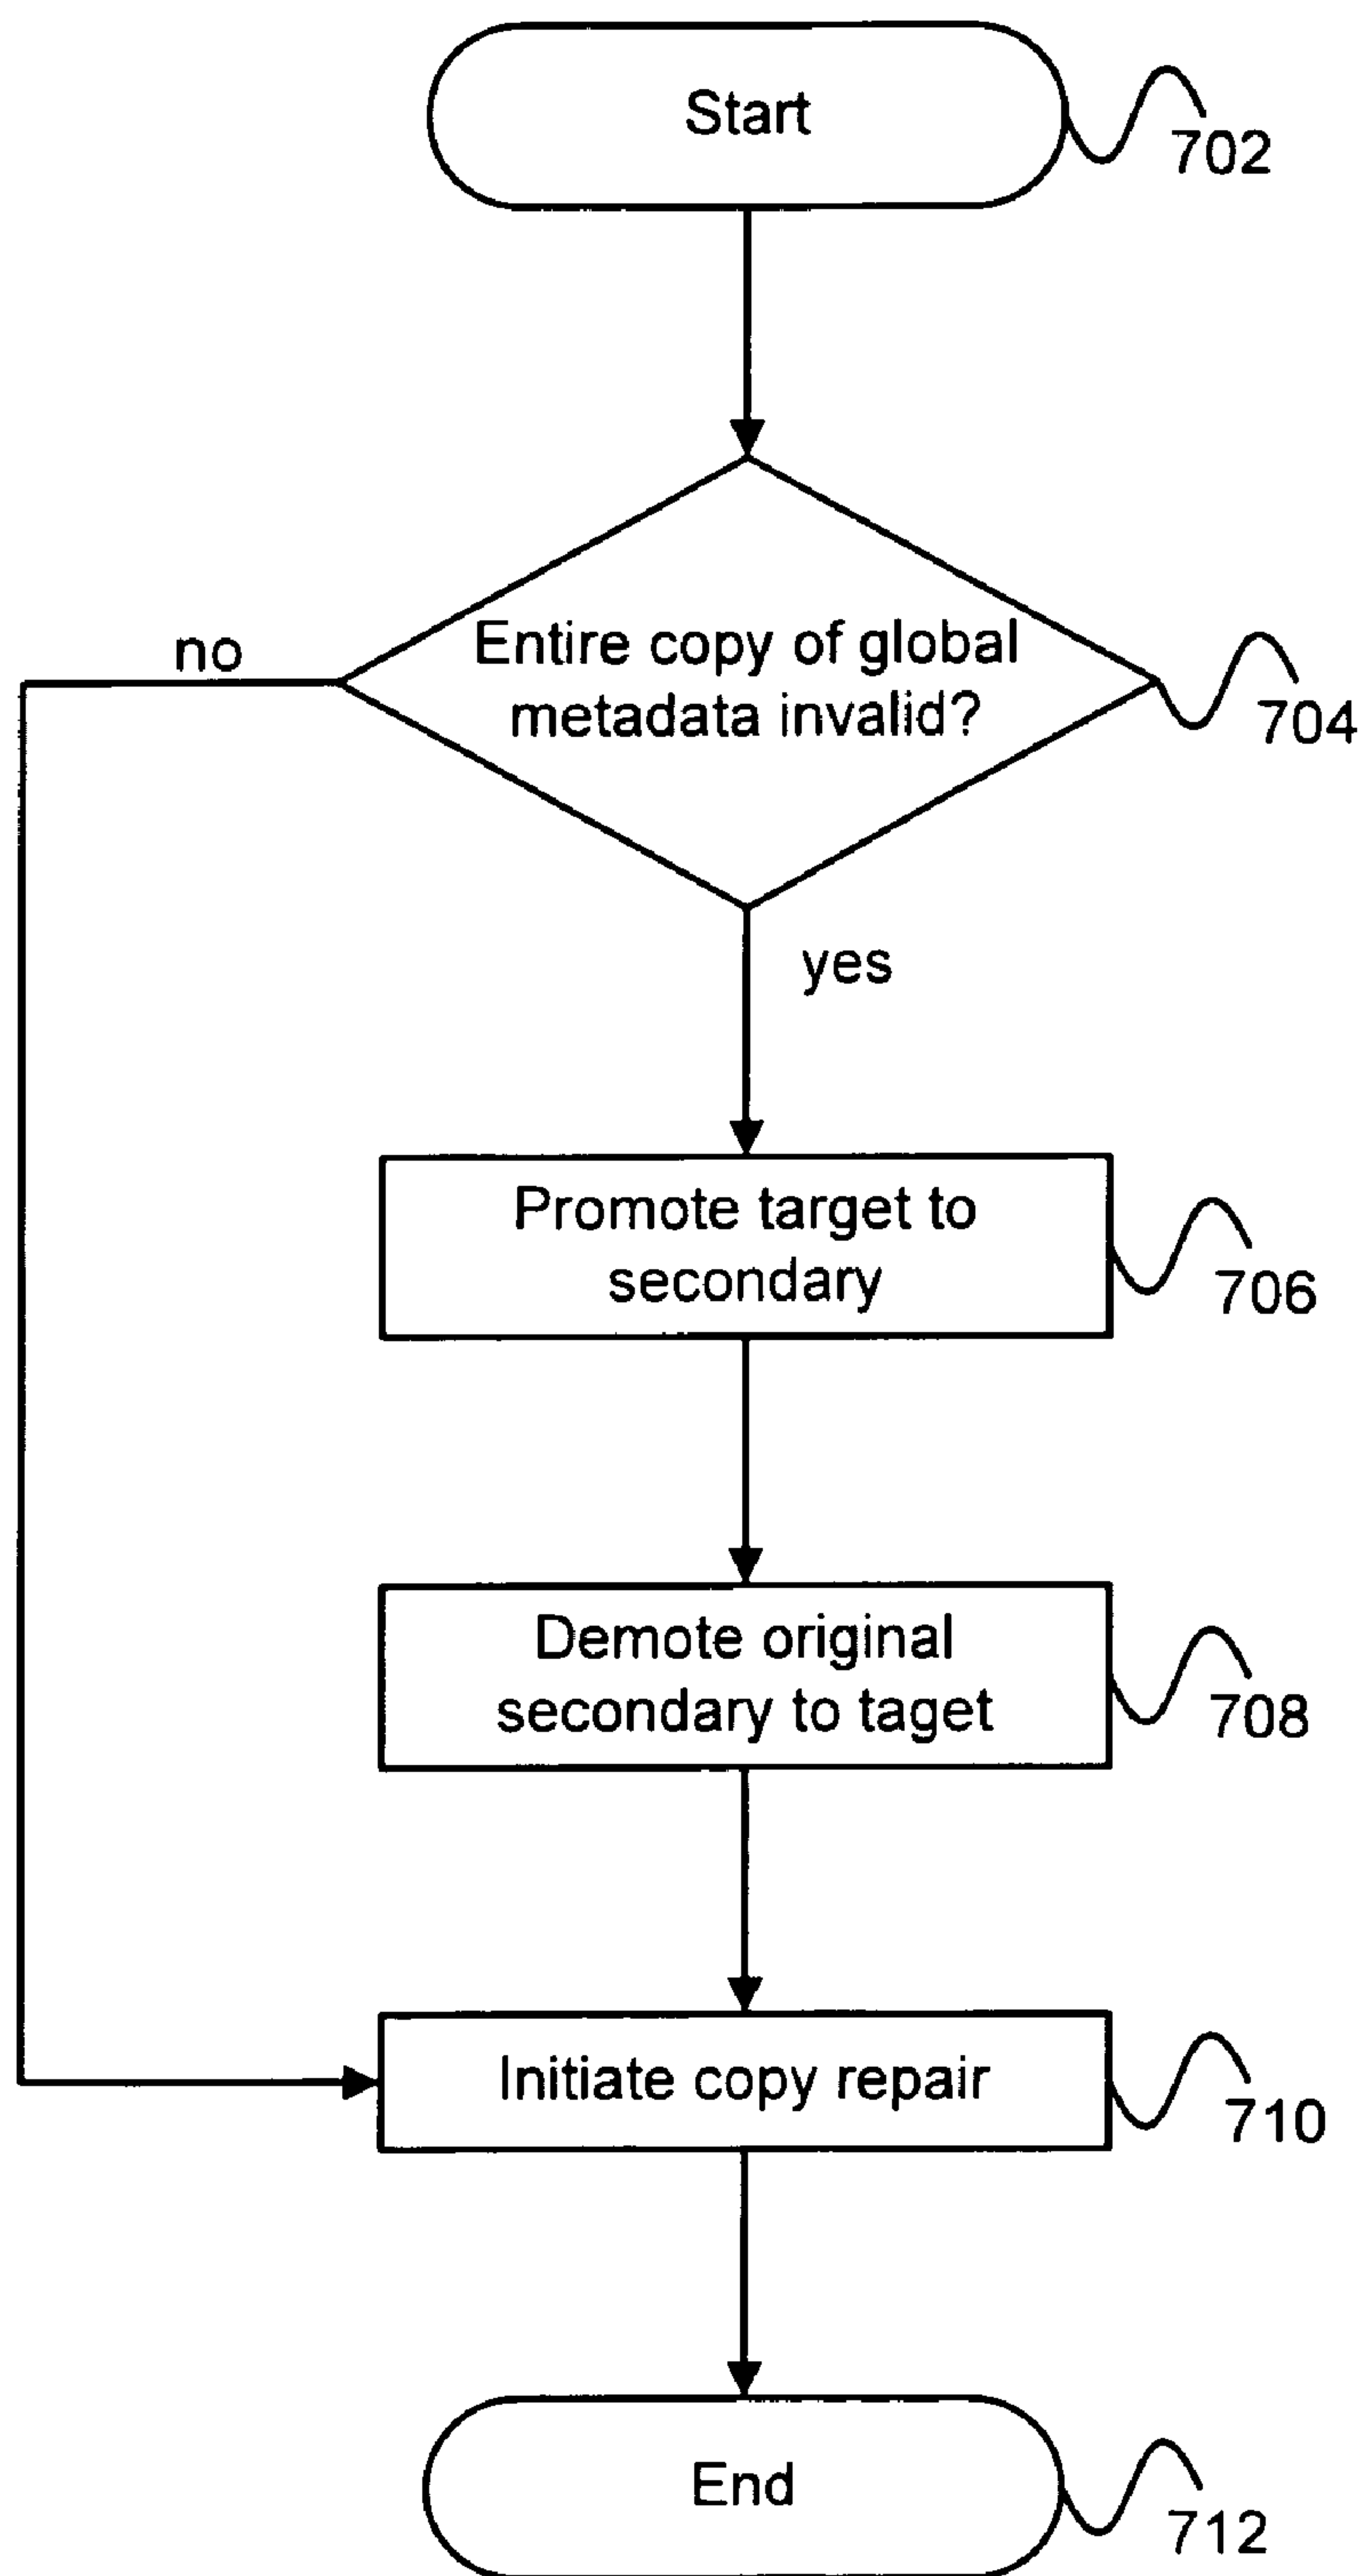 Start
702
Entire copy of global
metadata invalid?
704
no
yes
Promote target to
secondary
706
Demote original
secondary to taget
708
Initiate copy repair
710
End
712